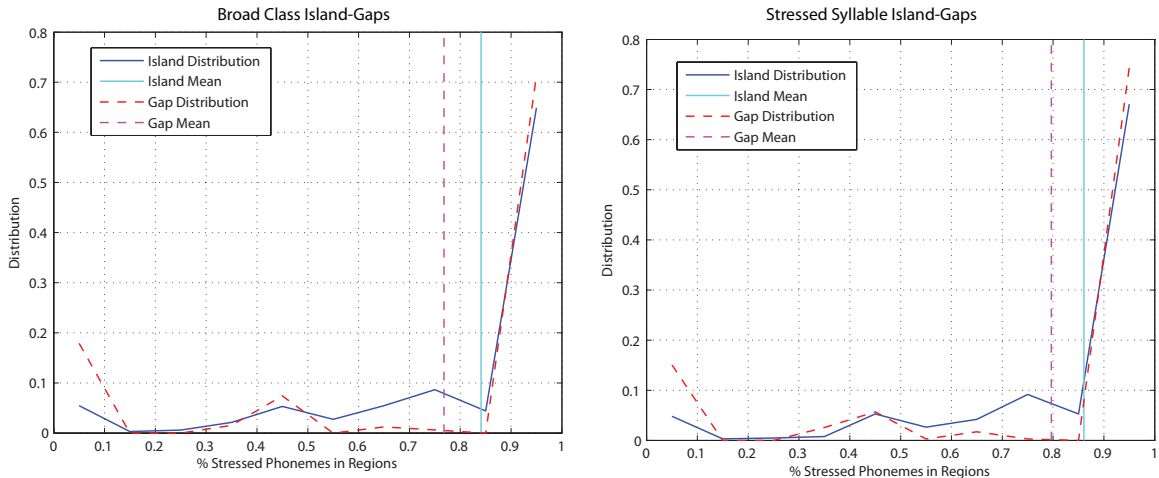 Broad Class Island-Gaps
0.8
0.7
0.6
0.5
0.4
0.3
0.2
0.1
0
Distribution
Island Distribution
Island Mean
Gap Distribution
Gap Mean
0 0.1 0.2 0.3 0.4 0.5 0.6 0.7 0.8 0.9 1
% Stressed Phonemes in Regions
Stressed Syllable Island-Gaps
0.8
0.7
0.6
0.5
0.4
0.3
0.2
0.1
0
Distribution
Island Distribution
Island Mean
Gap Distribution
Gap Mean
0 0.1 0.2 0.3 0.4 0.5 0.6 0.7 0.8 0.9 1
% Stressed Phonemes in Regions